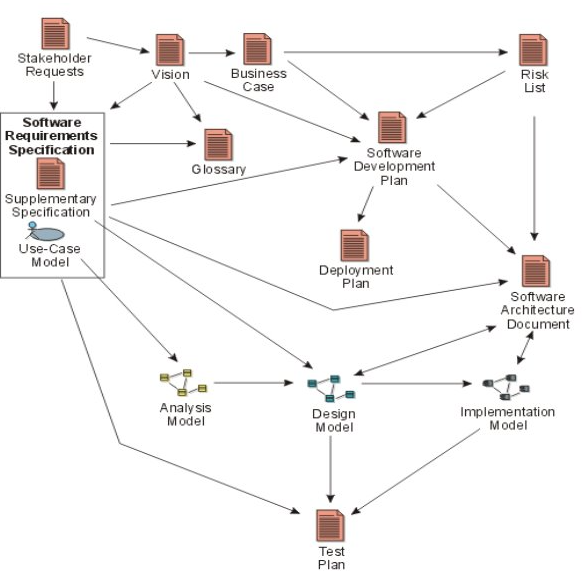 Stakeholder
Requests
Vision
Business
Case
Risk
List
Software
Requirements
Specification
Supplementary
Specification
Use-Case
Model
Glossary
Software
Development
Plan
Deployment
Plan
Software
Architecture
Document
Analysis
Model
Design
Model
Implementation
Model
Test
Plan